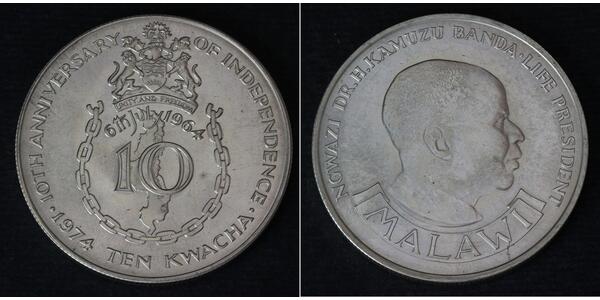 10TH ANNIVERSARY OF INDEPENDENCE · 1974 TEN KWACHA ·
UNITY AND FREEDOM
6TH July 1964
10
NGWAZI DR. H. KAMUZU BANDA · LIFE PRESIDENT
MALAWI